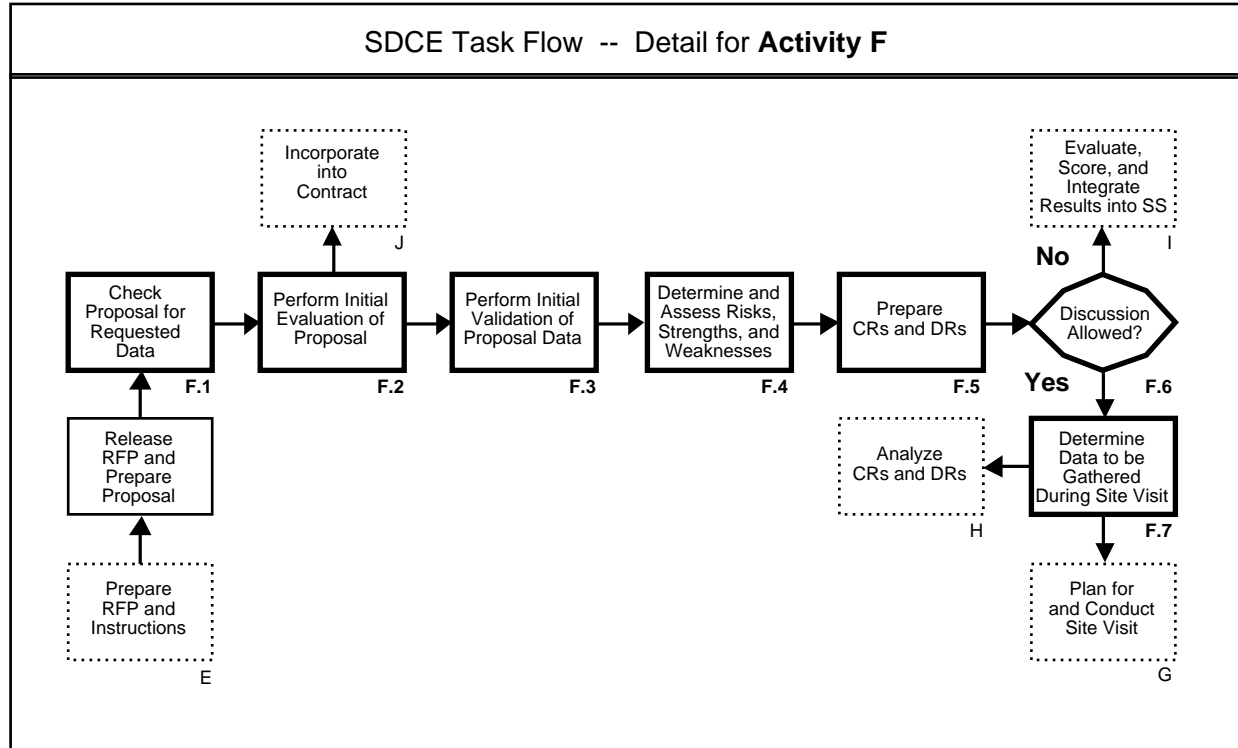 SDCE Task Flow -- Detail for Activity F
Incorporate
into
Contract
J
Evaluate,
Score, and
Integrate
Results into SS
I
No
Check
Proposal for
Requested
Data
F.1
Perform Initial
Evaluation of
Proposal
F.2
Perform Initial
Validation of
Proposal Data
F.3
Determine and
Assess Risks,
Strengths, and
Weaknesses
F.4
Prepare
CRs and DRs
F.5
Discussion
Allowed?
F.6
Yes
Release
RFP and
Prepare
Proposal
Analyze
CRs and DRs
H
Determine
Data to be
Gathered
During Site Visit
F.7
Prepare
RFP and
Instructions
E
Plan for
and Conduct
Site Visit
G